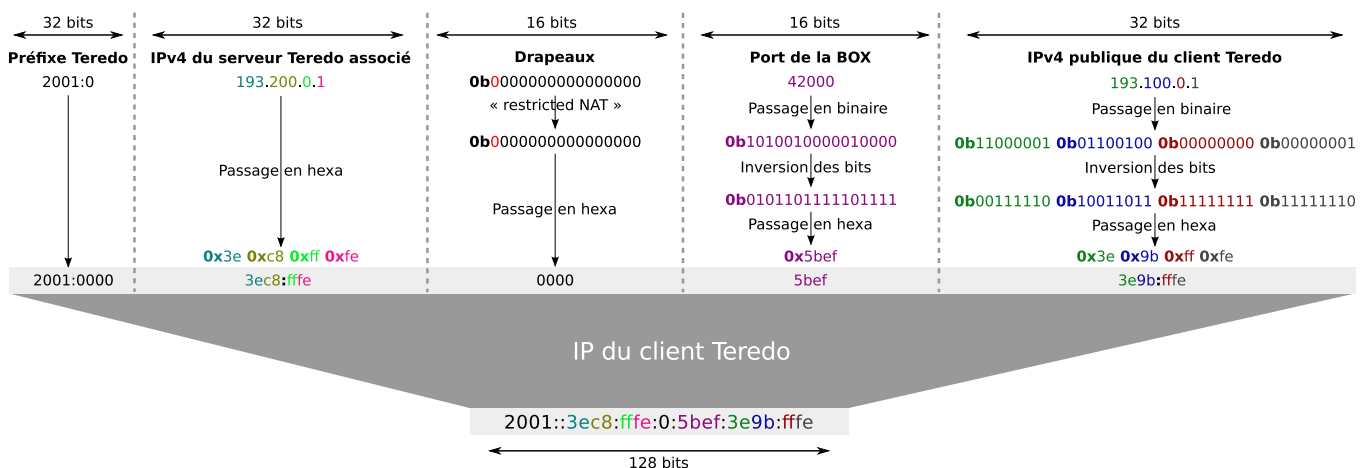 32 bits
32 bits
16 bits
16 bits
32 bits
Préfixe Teredo
IPv4 du serveur Teredo associé
Drapeaux
Port de la BOX
IPv4 publique du client Teredo
2001:0
193.200.0.1
0b0000000000000000
42000
193.100.0.1
« restricted NAT »
Passage en binaire
Passage en binaire
0b0000000000000000
0b1010010000010000
0b11000001 0b01100100 0b00000000 0b00000001
Passage en hexa
Inversion des bits
Inversion des bits
0b0101101111101111
0b00111110 0b10011011 0b11111111 0b11111110
Passage en hexa
Passage en hexa
Passage en hexa
0x3e 0xc8 0xff 0xfe
0x5bef
0x3e 0x9b 0xff 0xfe
2001:0000
3ec8:fffe
0000
5bef
3e9b:fffe
IP du client Teredo
2001::3ec8:fffe:0:5bef:3e9b:fffe
128 bits